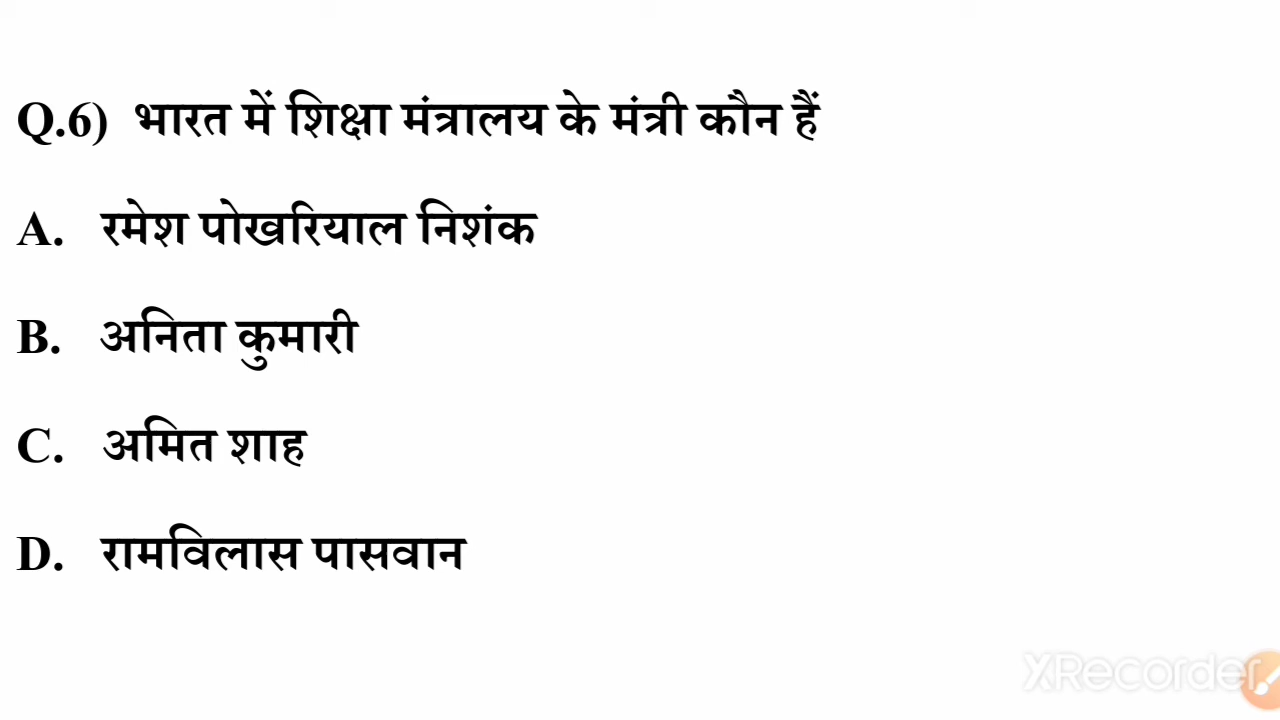 Q.6) भारत में शिक्षा मंत्रालय के मंत्री कौन हैं
A. रमेश पोखरियाल निशंक
B. अनिता कुमारी
C. अमित शाह
D. रामविलास पासवान
XRecorder